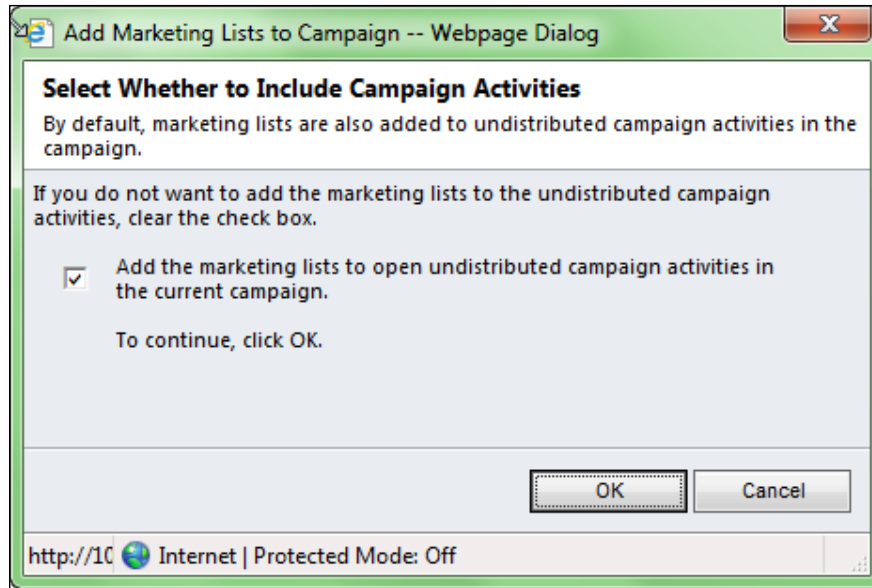 Add Marketing Lists to Campaign -- Webpage Dialog
Select Whether to Include Campaign Activities
By default, marketing lists are also added to undistributed campaign activities in the
campaign.
If you do not want to add the marketing lists to the undistributed campaign
activities, clear the check box.
Add the marketing lists to open undistributed campaign activities in
the current campaign.
To continue, click OK.
OK Cancel
http://10 Internet | Protected Mode: Off